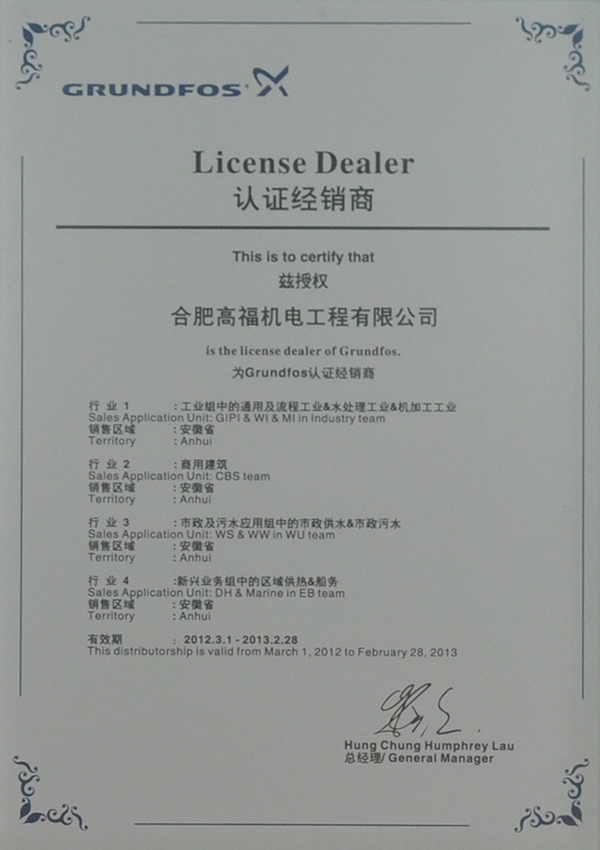 GRUNDFOS
License Dealer
认证经销商
This is to certify that
兹授权
合肥高福机电工程有限公司
is the license dealer of Grundfos.
为Grundfos认证经销商
行 业 1 : 工业组中的通用及流程工业&水处理工业&机加工工业
Sales Application Unit: GIPI & WI & MI in Industry team
销售区域 : 安徽省
Territory : Anhui
行 业 2 : 商用建筑
Sales Application Unit: CBS team
销售区域 : 安徽省
Territory : Anhui
行 业 3 : 市政及污水应用组中的市政供水&市政污水
Sales Application Unit: WS & WW in WU team
销售区域 : 安徽省
Territory : Anhui
行 业 4 :新兴业务组中的区域供热&船务
Sales Application Unit: DH & Marine in EB team
销售区域 : 安徽省
Territory : Anhui
有效期 : 2012.3.1 - 2013.2.28
This distributorship is valid from March 1, 2012 to February 28, 2013
Hung Chung Humphrey Lau
总经理/ General Manager